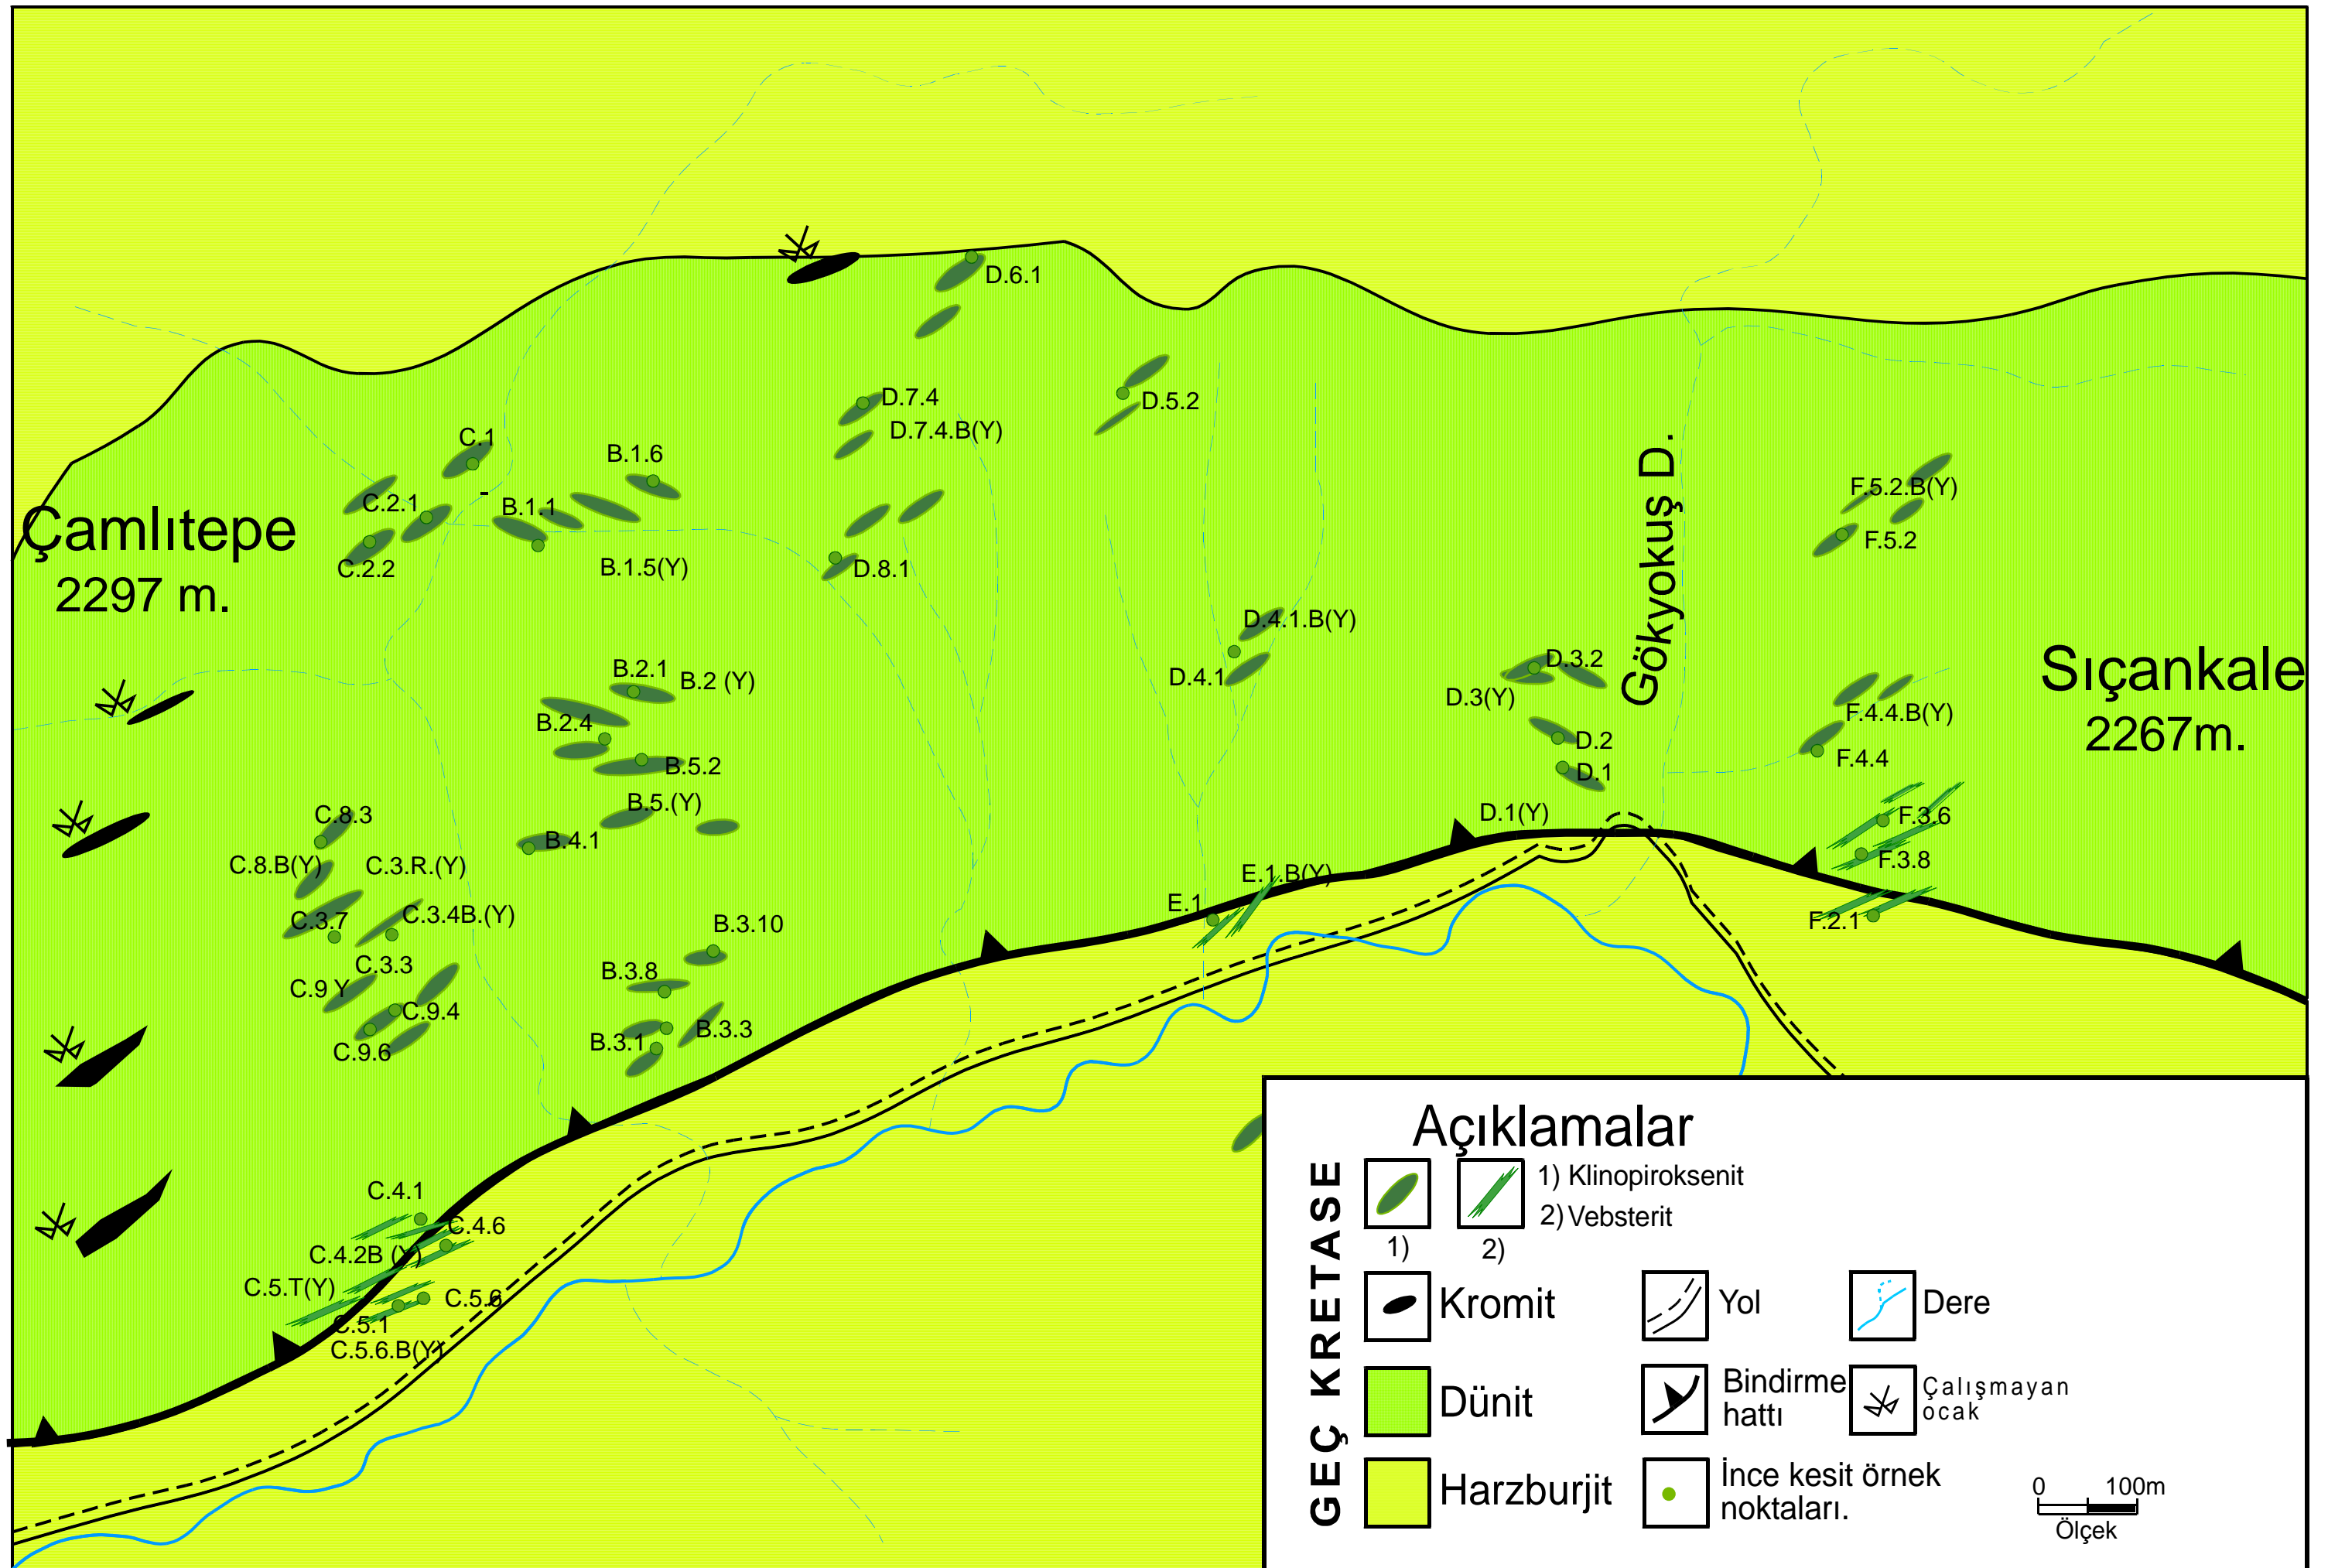 D.6.1
D.7.4
D.5.2
D.7.4.B(Y)
C.1
B.1.6
F.5.2.B(Y)
C.2.1
B.1.1
Çamlıtepe
2297 m.
F.5.2
C.2.2
B.1.5(Y)
D.8.1
Gökyokuş D.
D.4.1.B(Y)
D.3.2
B.2.1
B.2 (Y)
D.4.1
D.3(Y)
Sıçankale
2267m.
B.2.4
F.4.4.B(Y)
D.2
F.4.4
B.5.2
D.1
B.5.(Y)
D.1(Y)
C.8.3
F.3.6
B.4.1
F.3.8
C.8.B(Y)
C.3.R.(Y)
E.1.B(Y)
E.1
C.3.7
C.3.4B.(Y)
F.2.1
B.3.10
C.3.3
B.3.8
C.9 Y
C.9.4
B.3.3
B.3.1
C.9.6
C.4.1
C.4.6
C.4.2B (Y)
C.5.T(Y)
C.5.6
C.5.1
C.5.6.B(Y)
Açıklamalar
GEÇ KRETASE
1) Klinopiroksenit
2) Vebsterit
1)
2)
Kromit
Yol
Dere
Dünit
Bindirme
hattı
Çalışmayan
ocak
Harzburjit
İnce kesit örnek
noktaları.
0 100m
Ölçek